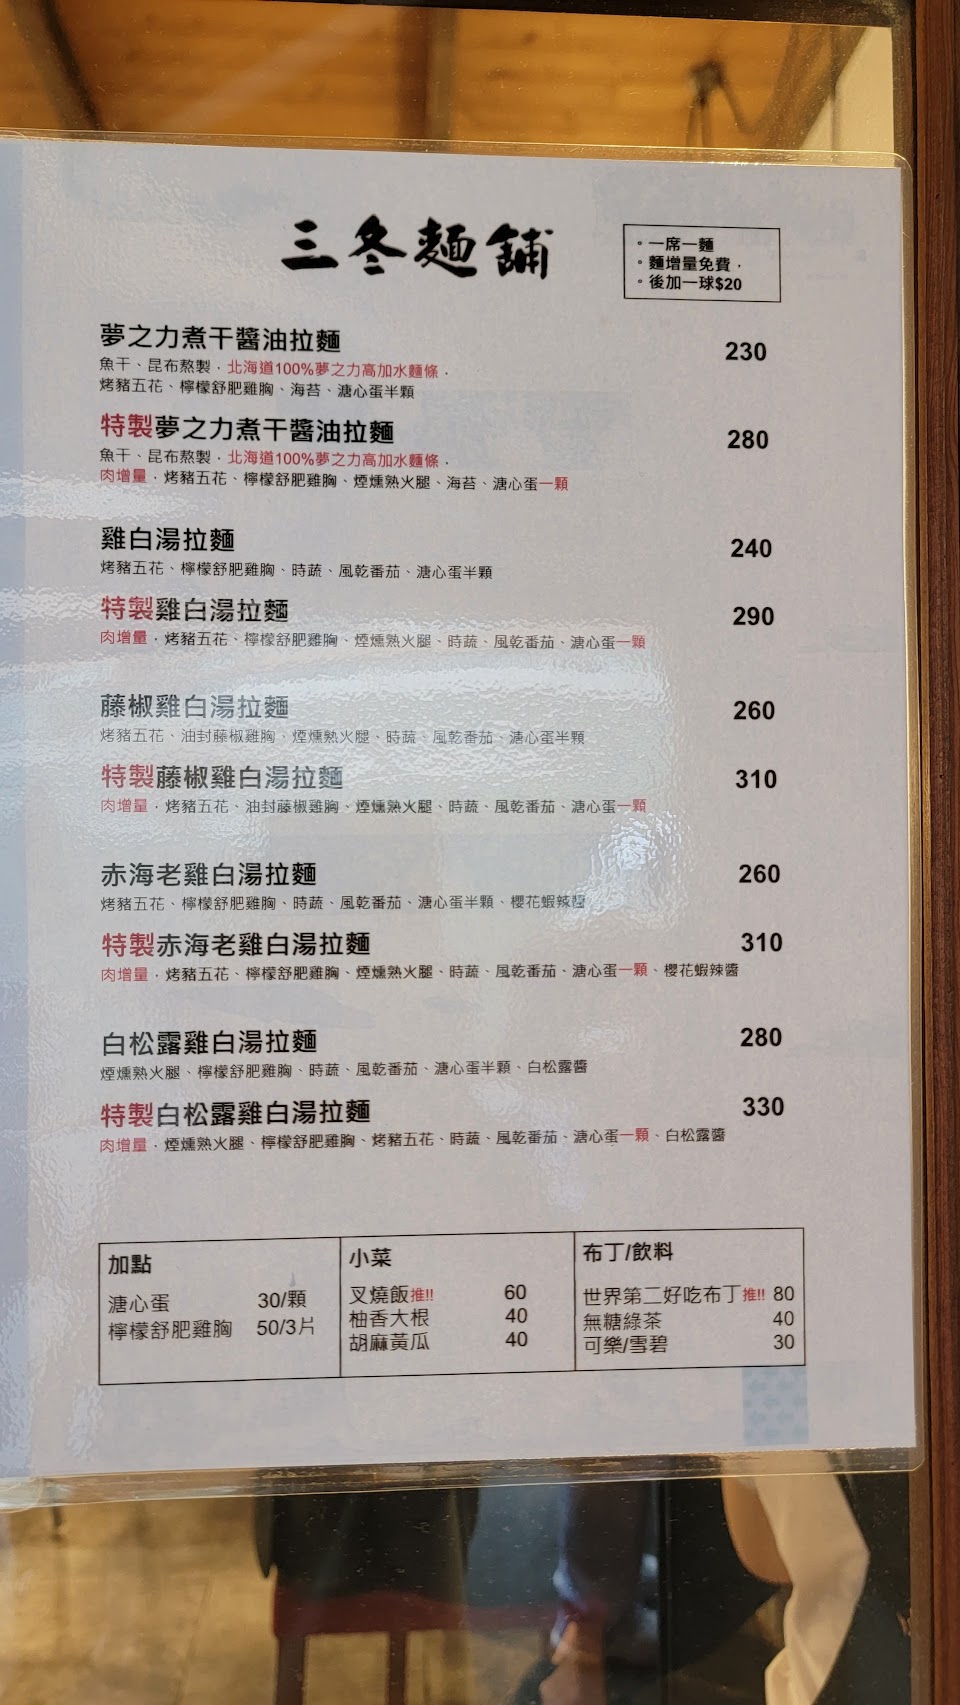 三冬麵舖
。一席一麵
。麵增量免費.
。後加一球$20
夢之力煮干醬油拉麵 230
魚干、昆布熬製.北海道100%夢之力高加水麵條.
烤豬五花、檸檬舒肥雞胸、海苔、溏心蛋半顆
特製夢之力煮干醬油拉麵 280
魚干、昆布熬製.北海道100%夢之力高加水麵條.
肉增量.烤豬五花、檸檬舒肥雞胸、煙燻熟火腿、海苔、溏心蛋一顆
雞白湯拉麵 240
烤豬五花、檸檬舒肥雞胸、時蔬、風乾番茄、溏心蛋半顆
特製雞白湯拉麵 290
肉增量.烤豬五花、檸檬舒肥雞胸、煙燻熟火腿、時蔬、風乾番茄、溏心蛋一顆
藤椒雞白湯拉麵 260
烤豬五花、油封藤椒雞胸、煙燻熟火腿、時蔬、風乾番茄、溏心蛋半顆
特製藤椒雞白湯拉麵 310
肉增量.烤豬五花、油封藤椒雞胸、煙燻熟火腿、時蔬、風乾番茄、溏心蛋一顆
赤海老雞白湯拉麵 260
烤豬五花、檸檬舒肥雞胸、時蔬、風乾番茄、溏心蛋半顆、櫻花蝦辣醬
特製赤海老雞白湯拉麵 310
肉增量.烤豬五花、檸檬舒肥雞胸、煙燻熟火腿、時蔬、風乾番茄、溏心蛋一顆、櫻花蝦辣醬
白松露雞白湯拉麵 280
煙燻熟火腿、檸檬舒肥雞胸、時蔬、風乾番茄、溏心蛋半顆、白松露醬
特製白松露雞白湯拉麵 330
肉增量.煙燻熟火腿、檸檬舒肥雞胸、烤豬五花、時蔬、風乾番茄、溏心蛋一顆、白松露醬
加點
溏心蛋 30/顆
檸檬舒肥雞胸 50/3片
小菜
叉燒飯推!! 60
柚香大根 40
胡麻黃瓜 40
布丁/飲料
世界第二好吃布丁推!! 80
無糖綠茶 40
可樂/雪碧 30